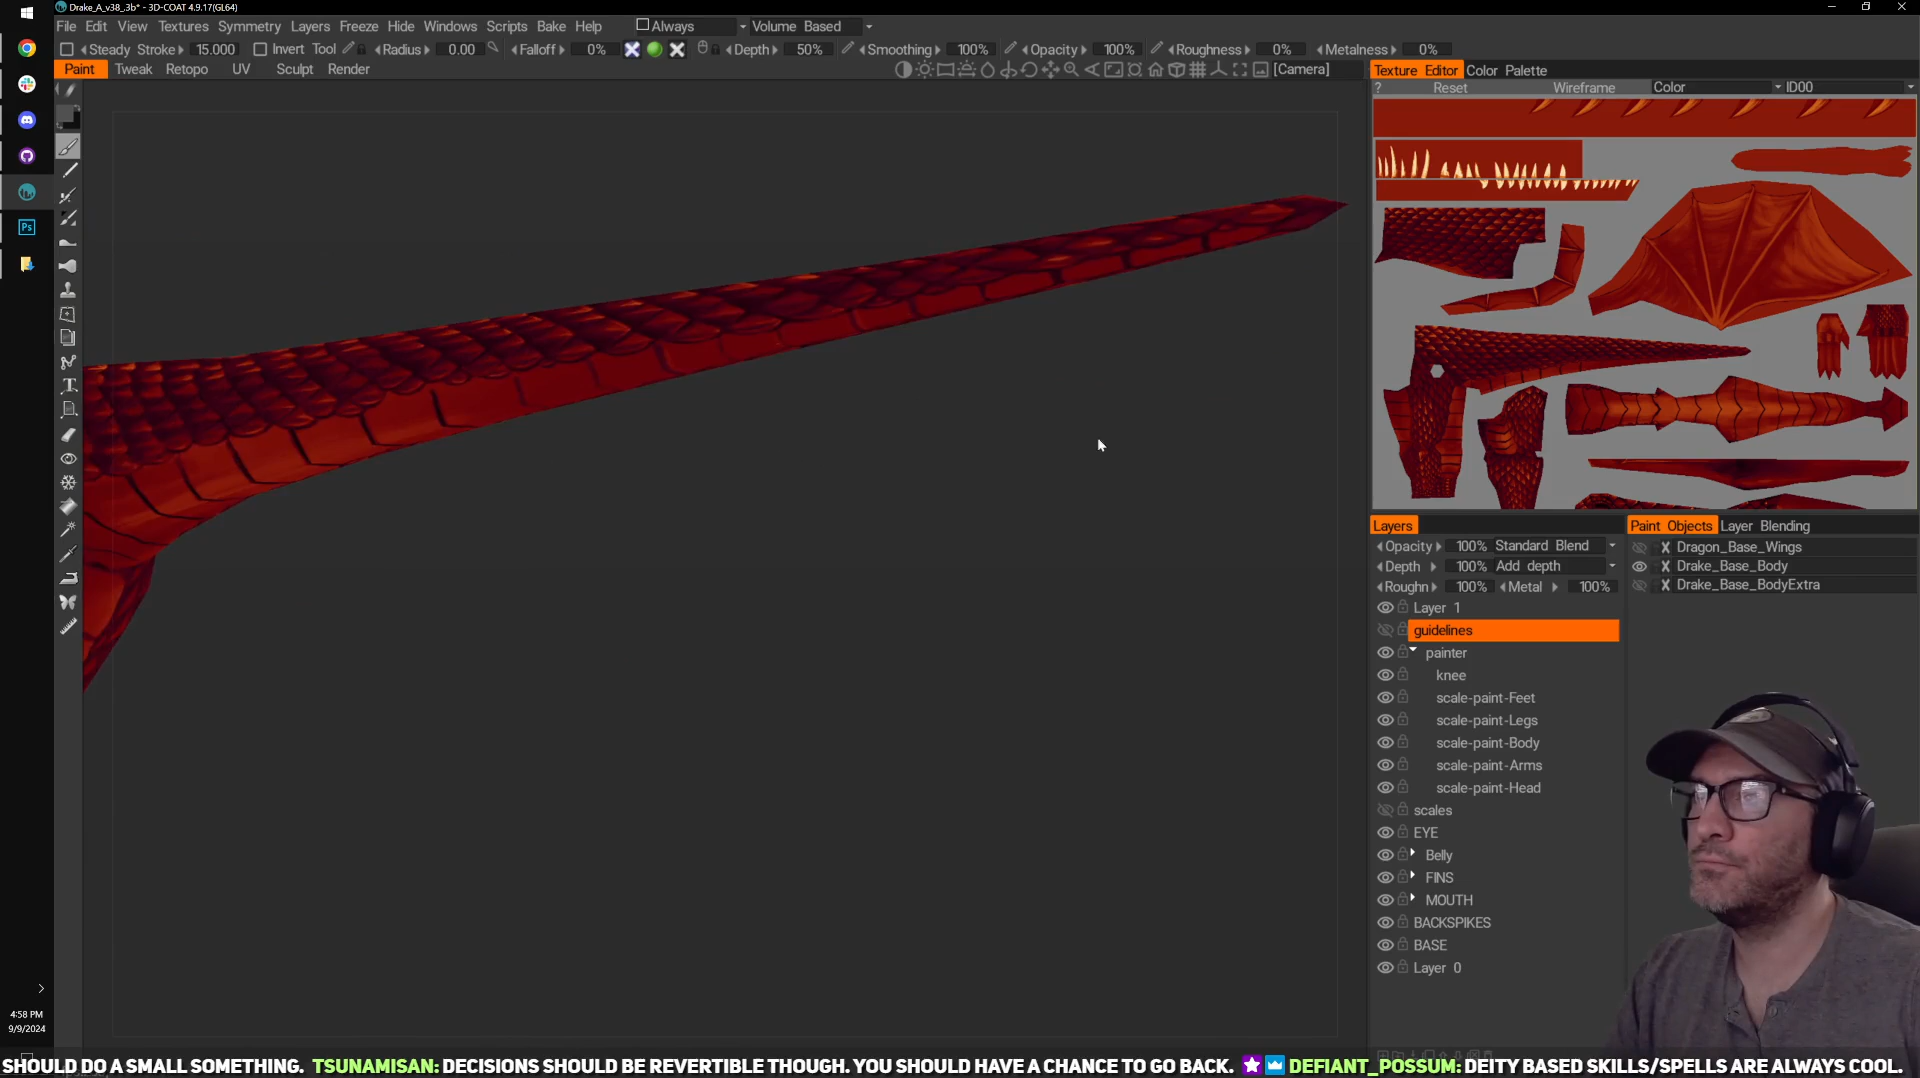 Drake_A_v38_.3b* - 3D-COAT 4.9.17(GL64)
File Edit View Textures Symmetry Layers Freeze Hide Windows Scripts Bake Help Always Volume Based
Steady Stroke 15.000 Invert Tool Radius 0.00 Falloff 0% Depth 50% Smoothing 100% Opacity 100% Roughness 0% Metalness 0%
Paint Tweak Retopo UV Sculpt Render [Camera]
Texture Editor Color Palette
? Reset Wireframe Color ID00
Ps
Layers
Opacity 100% Standard Blend
Depth 100% Add depth
Roughn 100% Metal 100%
Layer 1
guidelines
painter
knee
scale-paint-Feet
scale-paint-Legs
scale-paint-Body
scale-paint-Arms
scale-paint-Head
scales
EYE
Belly
FINS
MOUTH
BACKSPIKES
BASE
Layer 0
Paint Objects Layer Blending
Dragon_Base_Wings
Drake_Base_Body
Drake_Base_BodyExtra
4:58 PM
9/9/2024
SHOULD DO A SMALL SOMETHING. TSUNAMISAN: DECISIONS SHOULD BE REVERTIBLE THOUGH. YOU SHOULD HAVE A CHANCE TO GO BACK. DEFIANT_POSSUM: DEITY BASED SKILLS/SPELLS ARE ALWAYS COOL.